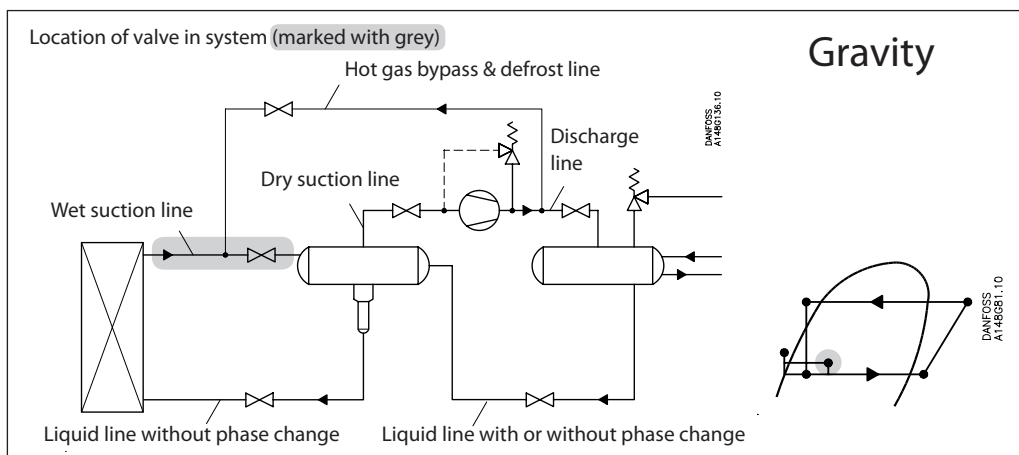 Location of valve in system (marked with grey)
Gravity
Hot gas bypass & defrost line
DANFOSS
A148G136.10
Discharge
line
Dry suction line
Wet suction line
DANFOSS
A148G81.10
Liquid line without phase change
Liquid line with or without phase change